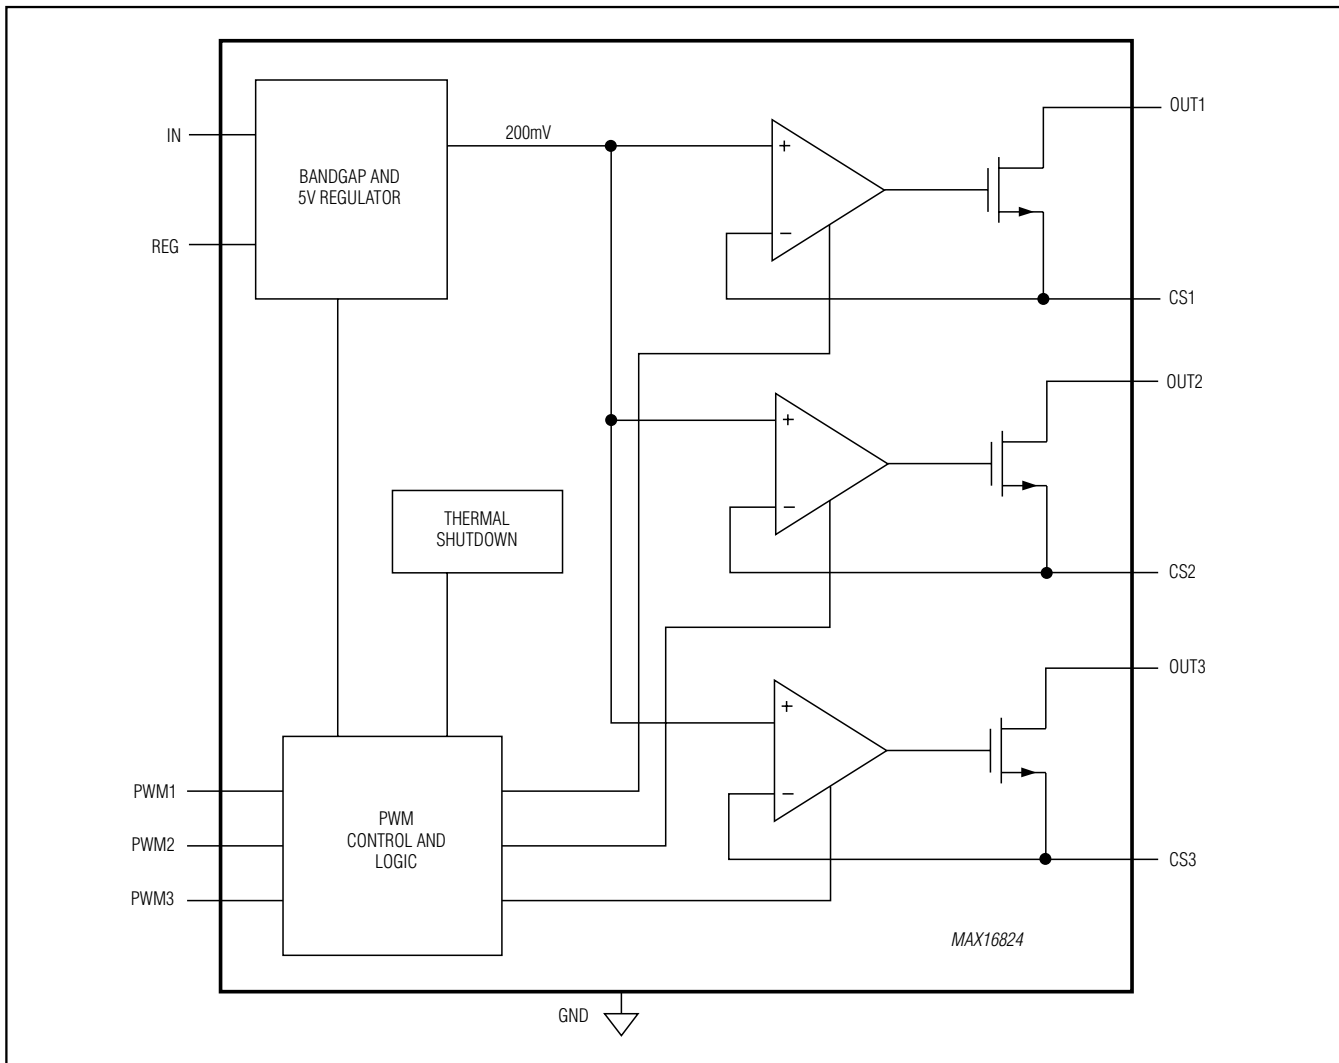 IN
REG
BANDGAP AND
5V REGULATOR
200mV
+
−
OUT1
CS1
+
−
OUT2
CS2
THERMAL
SHUTDOWN
+
−
OUT3
CS3
PWM1
PWM2
PWM3
PWM
CONTROL AND
LOGIC
MAX16824
GND